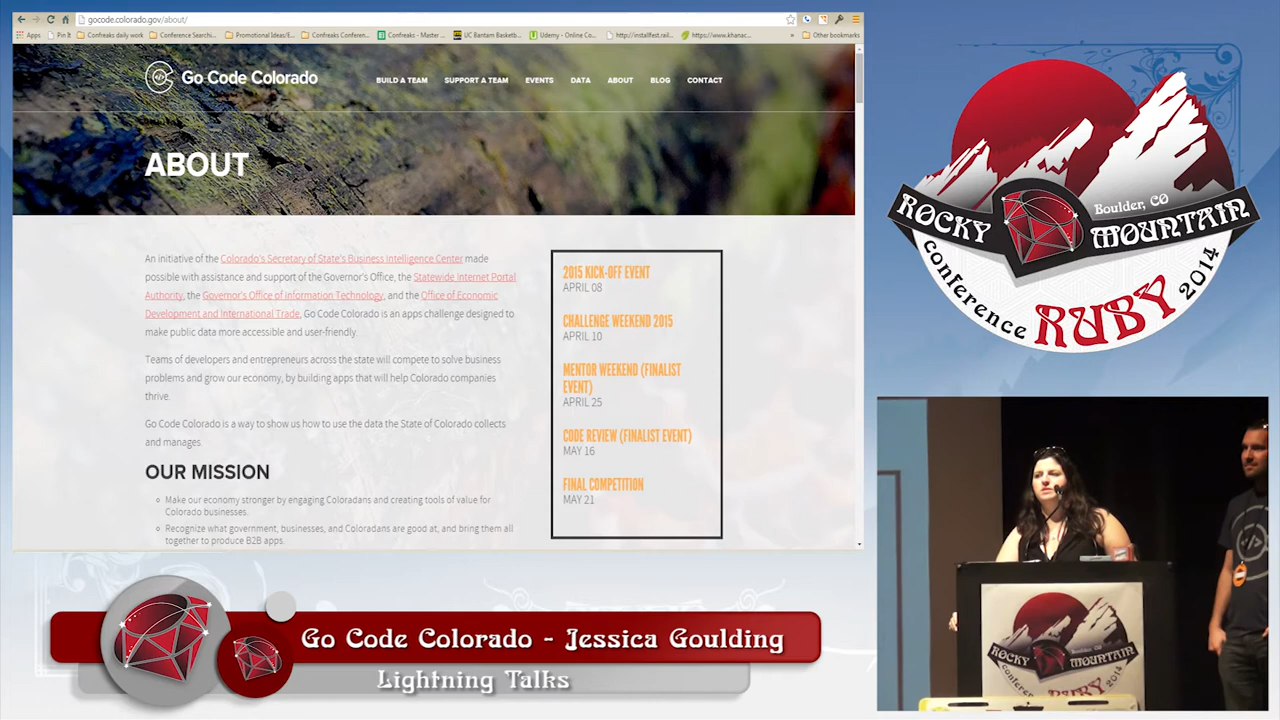 gocode.colorado.gov/about/
Apps
Pin It
Confreaks daily work
Conference Searchin...
Promotional Ideas/E...
Confreaks Conferen...
Confreaks - Master ...
UC Bantam Basketb...
Udemy - Online Co...
http://installfest.rail...
https://www.khanac...
»
Other bookmarks
Go Code Colorado
BUILD A TEAM
SUPPORT A TEAM
EVENTS
DATA
ABOUT
BLOG
CONTACT
ABOUT
An initiative of the Colorado's Secretary of State's Business Intelligence Center made
possible with assistance and support of the Governor's Office, the Statewide Internet Portal
Authority, the Governor's Office of Information Technology, and the Office of Economic
Development and International Trade, Go Code Colorado is an apps challenge designed to
make public data more accessible and user-friendly.
Teams of developers and entrepreneurs across the state will compete to solve business
problems and grow our economy, by building apps that will help Colorado companies
thrive.
Go Code Colorado is a way to show us how to use the data the State of Colorado collects
and manages.
OUR MISSION
Make our economy stronger by engaging Coloradans and creating tools of value for
Colorado businesses.
Recognize what government, businesses, and Coloradans are good at, and bring them all
together to produce B2B apps.
2015 KICK-OFF EVENT
APRIL 08
CHALLENGE WEEKEND 2015
APRIL 10
MENTOR WEEKEND (FINALIST
EVENT)
APRIL 25
CODE REVIEW (FINALIST EVENT)
MAY 16
FINAL COMPETITION
MAY 21
Boulder, CO
ROCKY MOUNTAIN
Conference RUBY 2014
Boulder, CO
ROCKY MOUNTAIN
Conference RUBY 2014
Go Code Colorado - Jessica Goulding
Lightning Talks